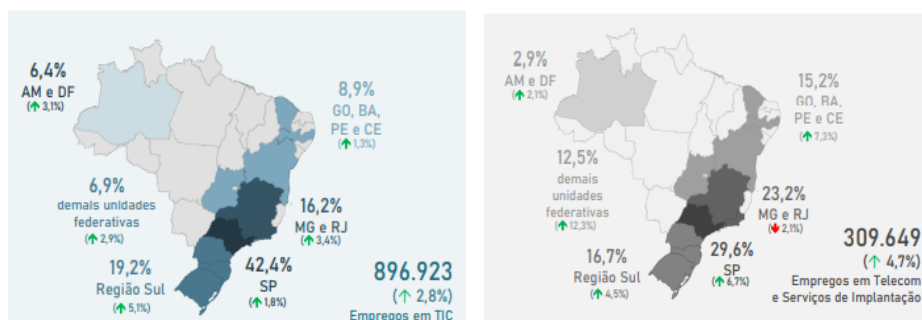 6,4%
AM e DF
(↑ 3,1%)
8,9%
GO, BA,
PE e CE
(↑ 1,3%)
6,9%
demais unidades
federativas
(↑ 2,9%)
16,2%
MG e RJ
(↑ 3,4%)
19,2%
Região Sul
(↑ 5,1%)
42,4%
SP
(↑ 1,8%)
896.923
(↑ 2,8%)
Empregos em TIC
2,9%
AM e DF
(↑ 2,1%)
15,2%
GO, BA,
PE e CE
(↑ 7,3%)
12,5%
demais
unidades
federativas
(↑ 12,3%)
23,2%
MG e RJ
(↓ 2,1%)
16,7%
Região Sul
(↑ 4,5%)
29,6%
SP
(↑ 6,7%)
309.649
(↑ 4,7%)
Empregos em Telecom
e Serviços de Implantação